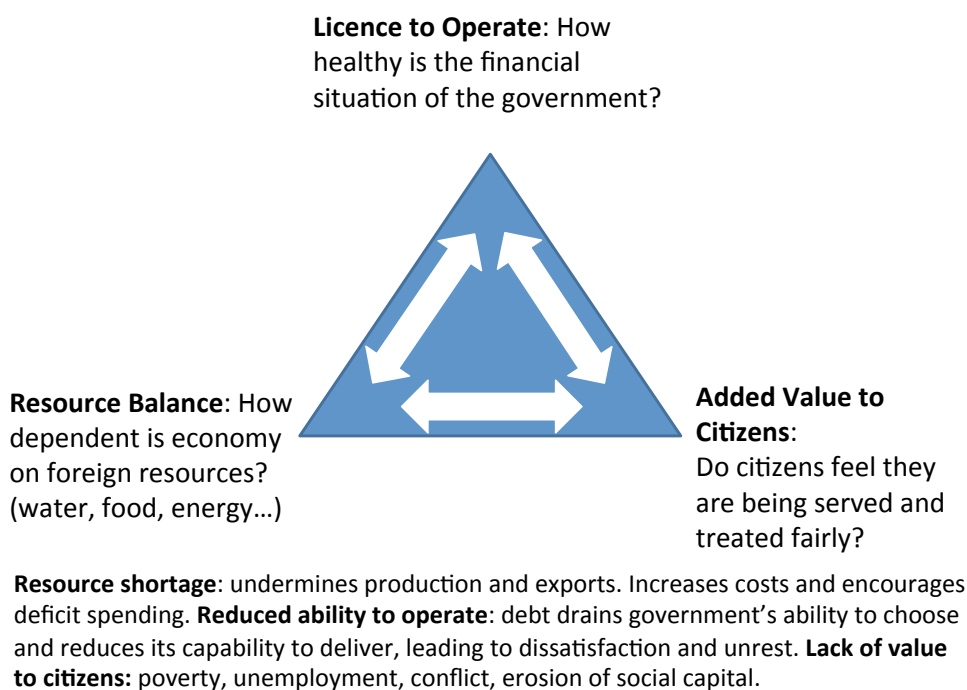 Licence to Operate: How
healthy is the financial
situation of the government?
Resource Balance: How
dependent is economy
on foreign resources?
(water, food, energy…)
Added Value to
Citizens:
Do citizens feel they
are being served and
treated fairly?
Resource shortage: undermines production and exports. Increases costs and encourages
deficit spending. Reduced ability to operate: debt drains government’s ability to choose
and reduces its capability to deliver, leading to dissatisfaction and unrest. Lack of value
to citizens: poverty, unemployment, conflict, erosion of social capital.